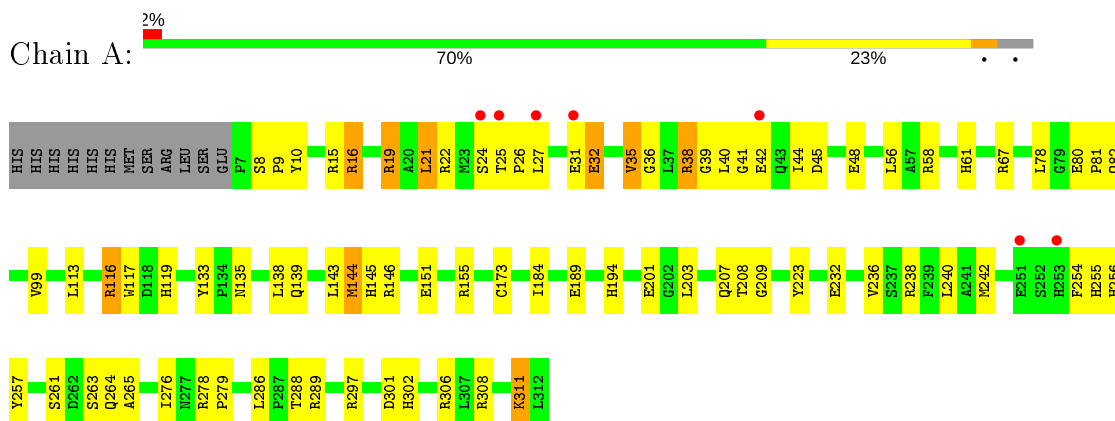 2%
Chain A:
70% 23% • •
HIS HIS HIS HIS HIS HIS MET SER ARG LEU SER GLU P7 S8 P9 Y10 R15 R16 R19 A20 L21 R22 M23 S24 T25 P26 L27 E31 E32 V35 G36 L37 R38 G39 L40 G41 E42 Q43 I44 D45 E48 L56 A57 R58 H61 R67 L78 G79 E80 P81 Q82
V99 L113 R116 W117 D118 H119 Y133 P134 N135 L138 Q139 L143 M144 H145 R146 E151 R155 C173 I184 E189 H194 E201 G202 L203 Q207 T208 G209 Y223 E232 V236 S237 R238 F239 L240 A241 M242 E251 S252 H253 F254 H255 H256
Y257 S261 D262 S263 Q264 A265 I276 N277 R278 P279 L286 P287 T288 R289 R297 D301 H302 R306 L307 R308 K311 L312